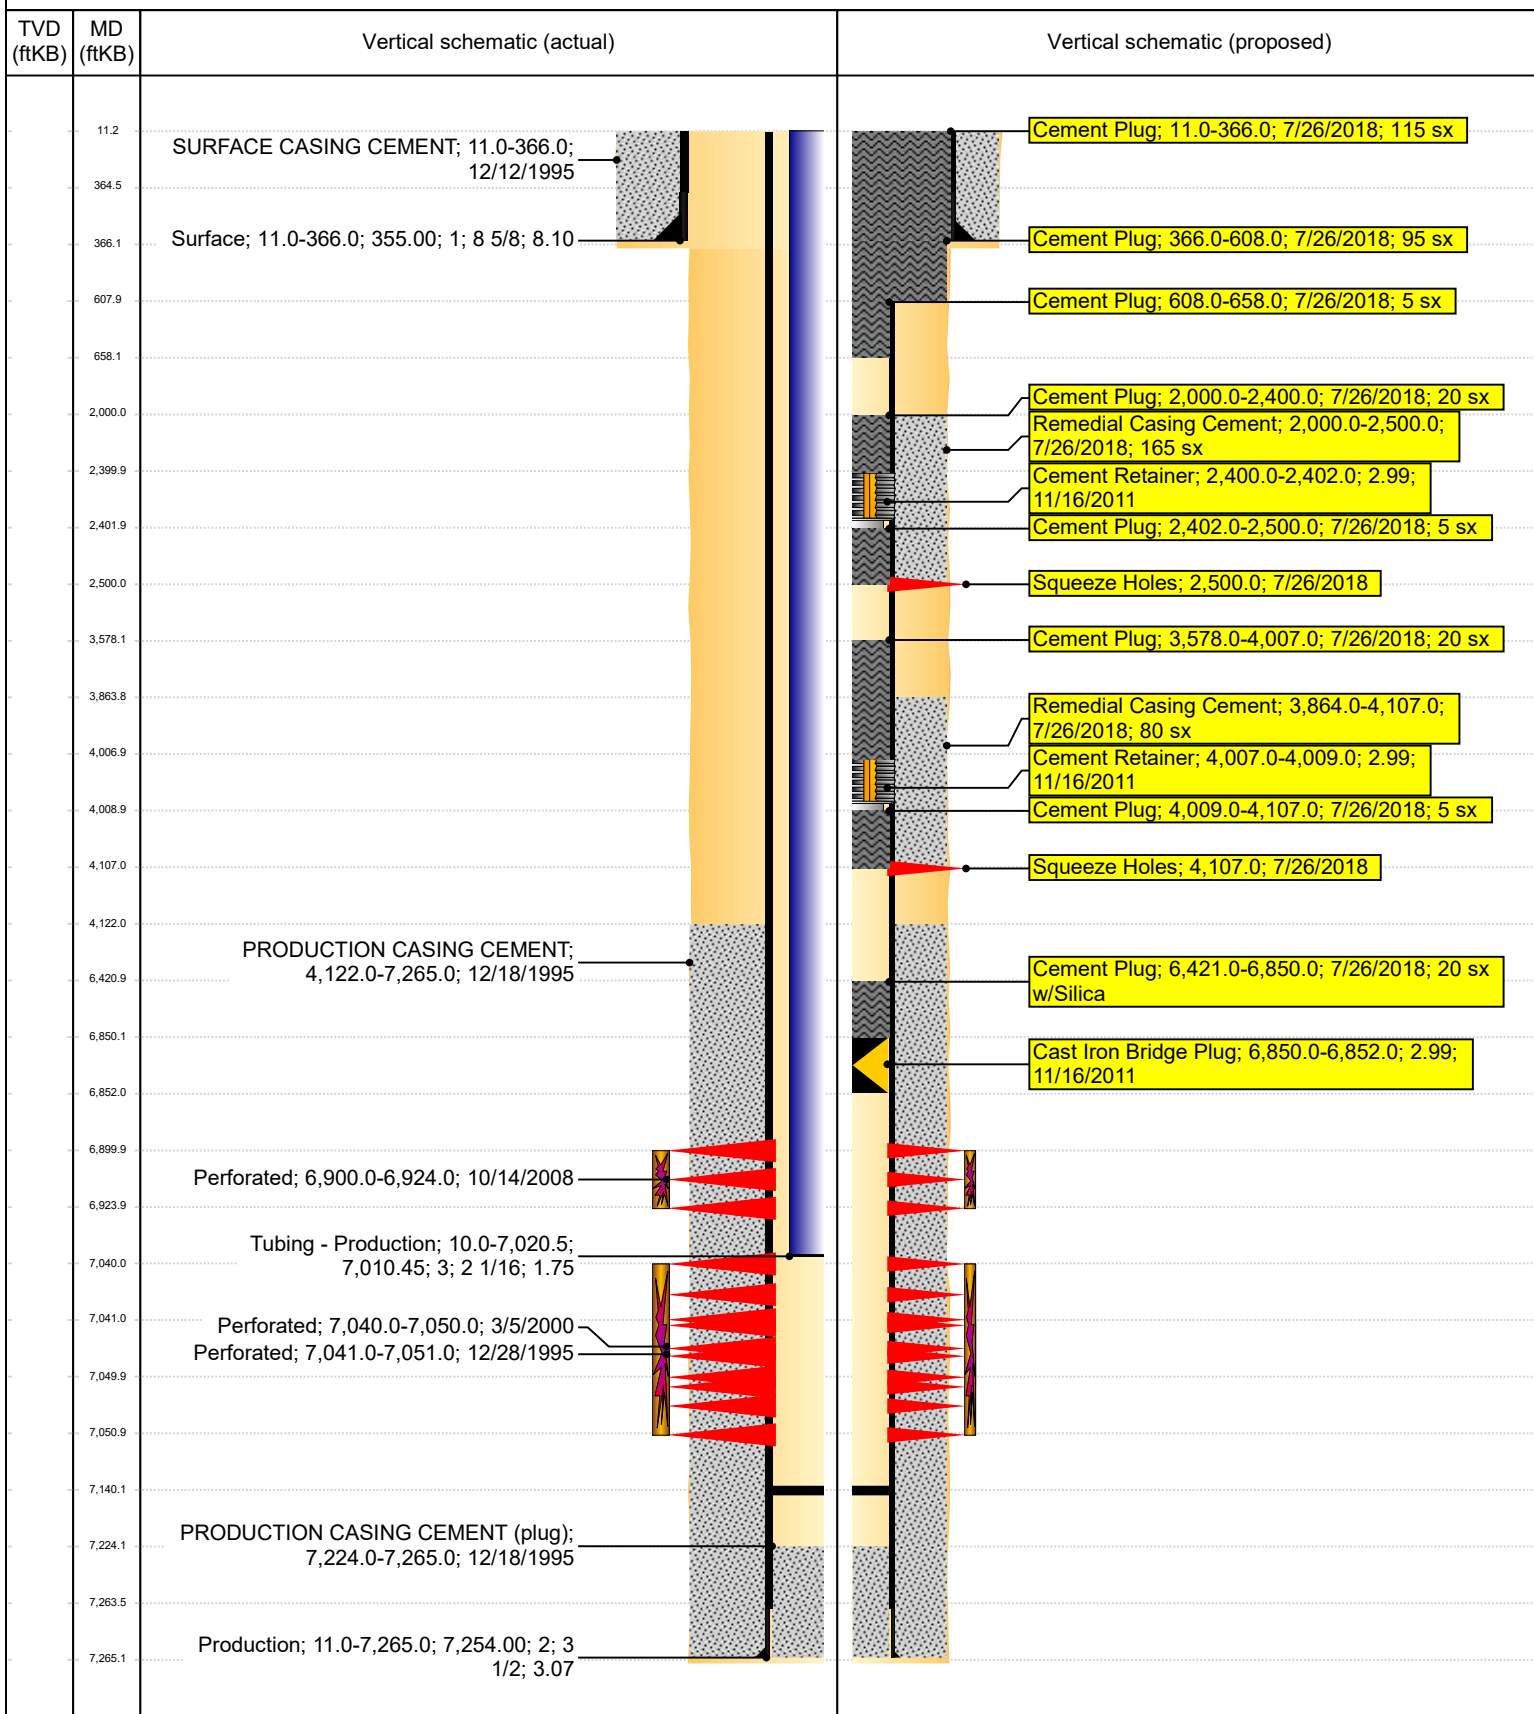 TVD
(ftKB)
MD
(ftKB)
Vertical schematic (actual)
Vertical schematic (proposed)
11.2
364.5
366.1
607.9
658.1
2,000.0
2,399.9
2,401.9
2,500.0
3,578.1
3,863.8
4,006.9
4,008.9
4,107.0
4,122.0
6,420.9
6,850.1
6,852.0
6,899.9
6,923.9
7,040.0
7,041.0
7,049.9
7,050.9
7,140.1
7,224.1
7,263.5
7,265.1
SURFACE CASING CEMENT; 11.0-366.0;
12/12/1995
Surface; 11.0-366.0; 355.00; 1; 8 5/8; 8.10
PRODUCTION CASING CEMENT;
4,122.0-7,265.0; 12/18/1995
Perforated; 6,900.0-6,924.0; 10/14/2008
Tubing - Production; 10.0-7,020.5;
7,010.45; 3; 2 1/16; 1.75
Perforated; 7,040.0-7,050.0; 3/5/2000
Perforated; 7,041.0-7,051.0; 12/28/1995
PRODUCTION CASING CEMENT (plug);
7,224.0-7,265.0; 12/18/1995
Production; 11.0-7,265.0; 7,254.00; 2; 3
1/2; 3.07
Cement Plug; 11.0-366.0; 7/26/2018; 115 sx
Cement Plug; 366.0-608.0; 7/26/2018; 95 sx
Cement Plug; 608.0-658.0; 7/26/2018; 5 sx
Cement Plug; 2,000.0-2,400.0; 7/26/2018; 20 sx
Remedial Casing Cement; 2,000.0-2,500.0;
7/26/2018; 165 sx
Cement Retainer; 2,400.0-2,402.0; 2.99;
11/16/2011
Cement Plug; 2,402.0-2,500.0; 7/26/2018; 5 sx
Squeeze Holes; 2,500.0; 7/26/2018
Cement Plug; 3,578.0-4,007.0; 7/26/2018; 20 sx
Remedial Casing Cement; 3,864.0-4,107.0;
7/26/2018; 80 sx
Cement Retainer; 4,007.0-4,009.0; 2.99;
11/16/2011
Cement Plug; 4,009.0-4,107.0; 7/26/2018; 5 sx
Squeeze Holes; 4,107.0; 7/26/2018
Cement Plug; 6,421.0-6,850.0; 7/26/2018; 20 sx
w/Silica
Cast Iron Bridge Plug; 6,850.0-6,852.0; 2.99;
11/16/2011